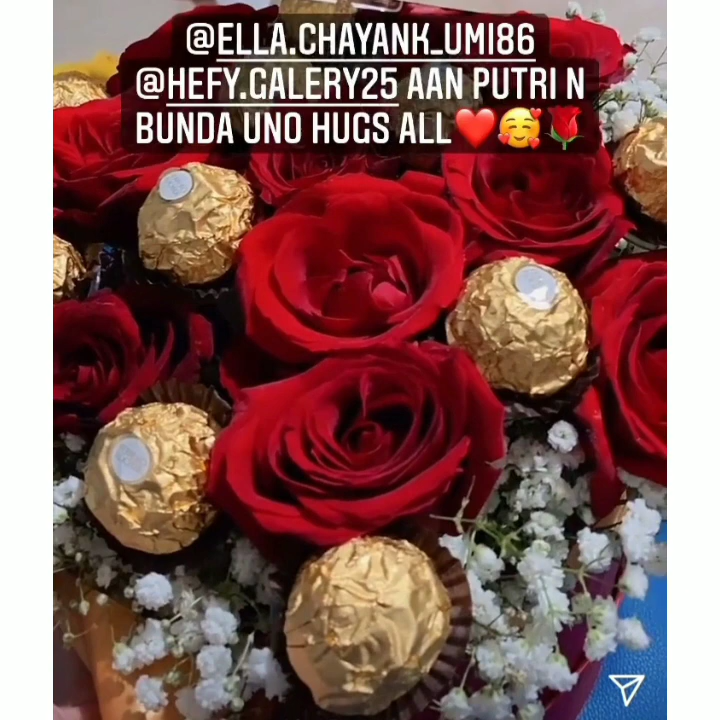 @ELLA.CHAYANK_UMI86
@HEFY.GALERY25 AAN PUTRI N
BUNDA UNO HUGS ALL❤️🥰🌹